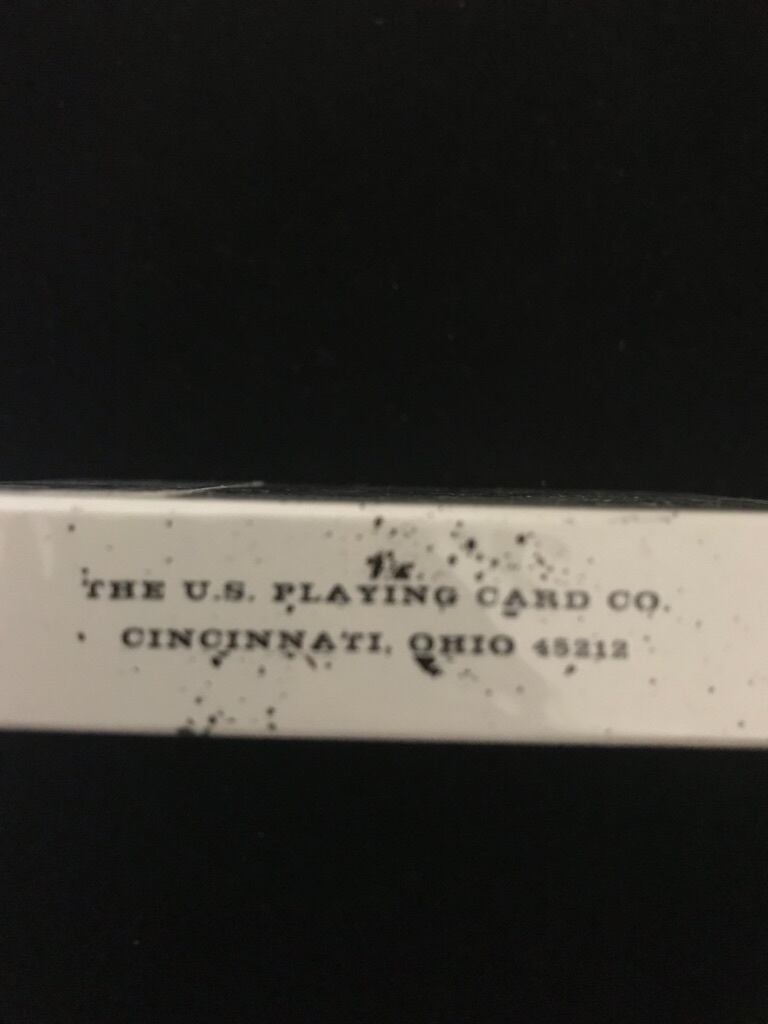 THE U.S. PLAYING CARD CO.
CINCINNATI, OHIO 45212